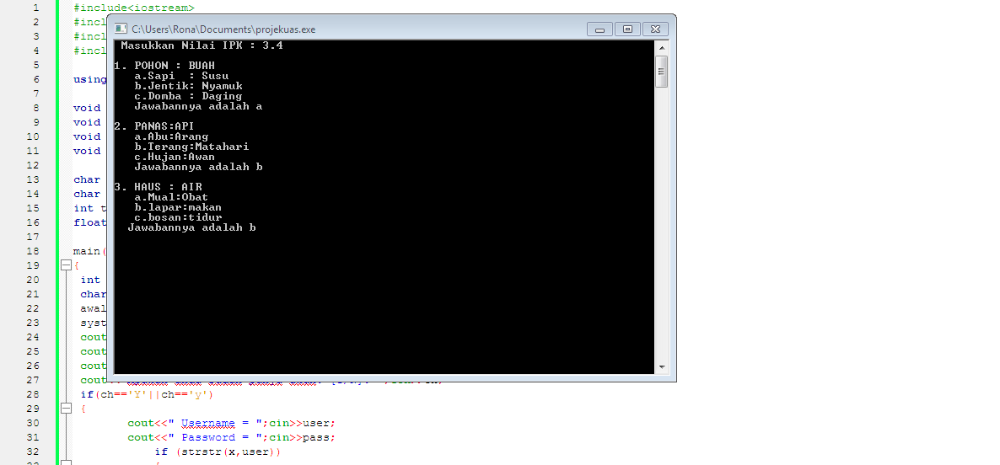 1 #include<iostream>
2 #incl
3 #incl
4 #incl
5
6 using
7
8 void
9 void
10 void
11 void
12
13 char
14 char
15 int t
16 float
17
18 main(
19 {
20 int
21 char
22 awal
23 syst
24 cout
25 cout
26 cout
27 cout
28 if(ch=='Y'||ch=='y')
29 {
30 cout<<" Username = ";cin>>user;
31 cout<<" Password = ";cin>>pass;
32 if (strstr(x,user))
C:\Users\Rona\Documents\projekuas.exe
Masukkan Nilai IPK : 3.4
1. POHON : BUAH
a.Sapi  : Susu
b.Jentik: Nyamuk
c.Domba : Daging
Jawabannya adalah a
2. PANAS:API
a.Abu:Arang
b.Terang:Matahari
c.Hujan:Awan
Jawabannya adalah b
3. HAUS : AIR
a.Mual:Obat
b.lapar:makan
c.bosan:tidur
Jawabannya adalah b